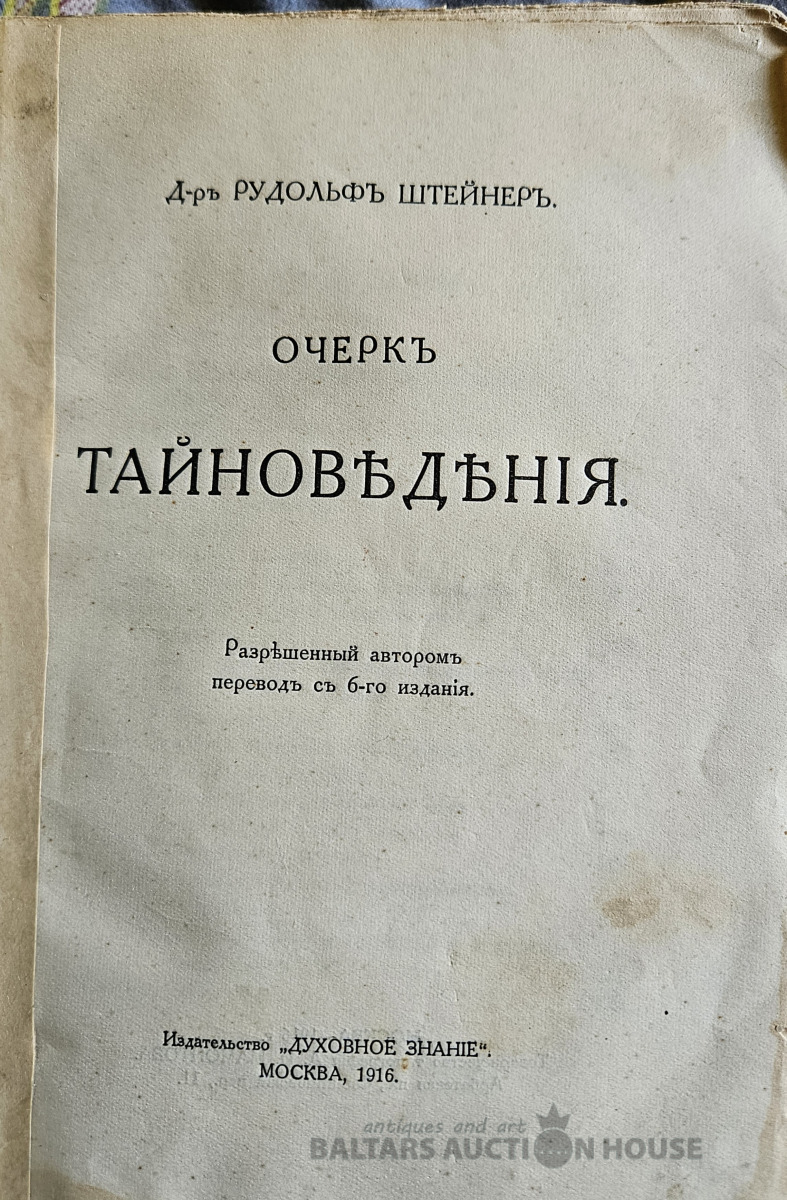 Д-ръ РУДОЛЬФЪ ШТЕЙНЕРЪ.
ОЧЕРКЪ
ТАЙНОВѢДѢНІЯ.
Разрѣшенный авторомъ
переводъ съ 6-го изданія.
Издательство „ДУХОВНОЕ ЗНАНІЕ“.
МОСКВА, 1916.
antiques and art
BALTARS AUCTION HOUSE